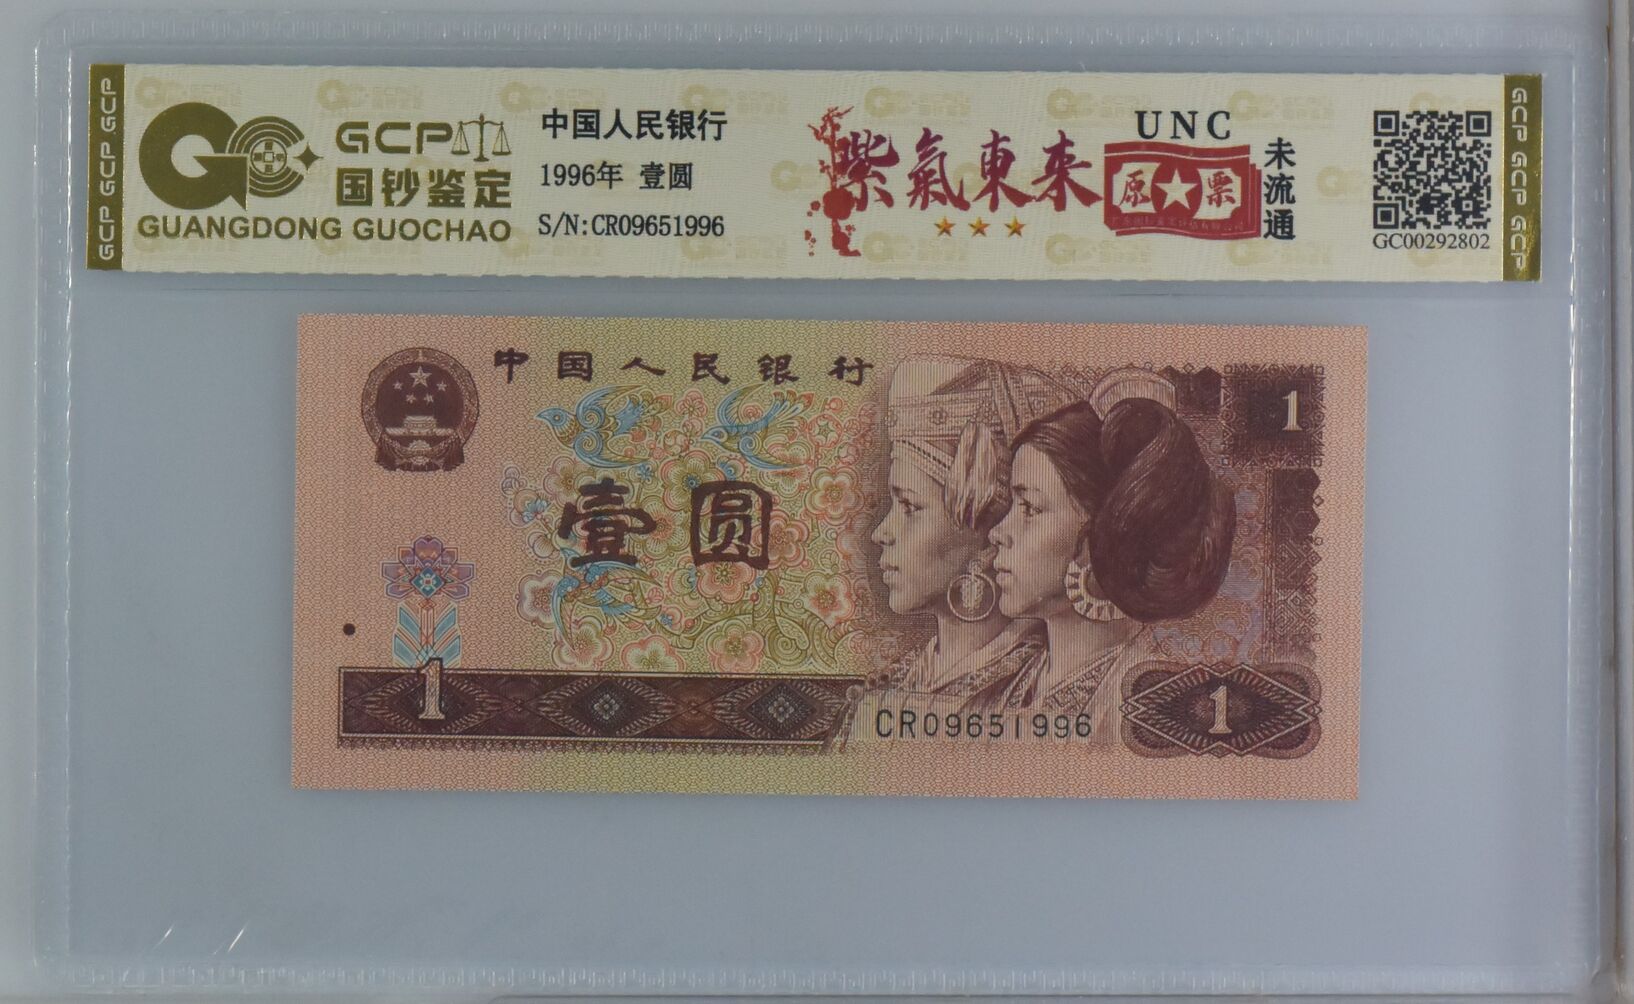 GCP
国钞鉴定
GUANGDONG GUOCHAO
中国人民银行
1996年 壹圆
S/N:CR09651996
紫氣東来
UNC
原票
未流通
GC00292802
GCP GCP GCP
GCP GCP GCP
中国人民银行
1
壹圆
1
CR09651996
1